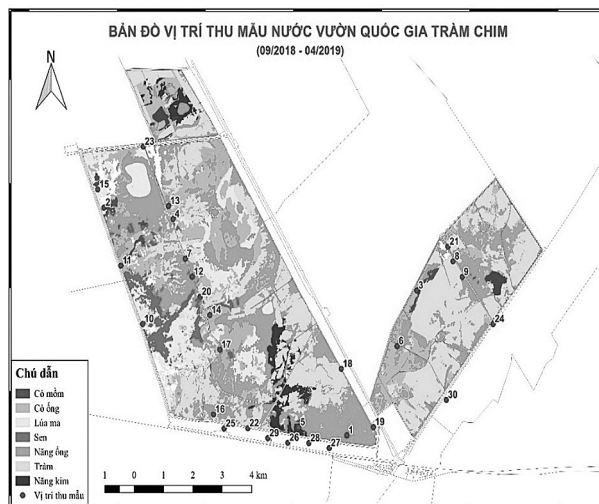 BẢN ĐỒ VỊ TRÍ THU MẪU NƯỚC VƯỜN QUỐC GIA TRÀM CHIM
(09/2018 - 04/2019)
N
23
15
2
13
4
11
7
12
20
14
10
17
18
16
25
22
29
5
26
28
27
1
19
21
8
9
3
24
6
30
Chú dẫn
Cỏ mồm
Cỏ ống
Lúa ma
Sen
Năng ống
Tràm
Năng kim
Vị trí thu mẫu
1 0 1 2 3 4 km